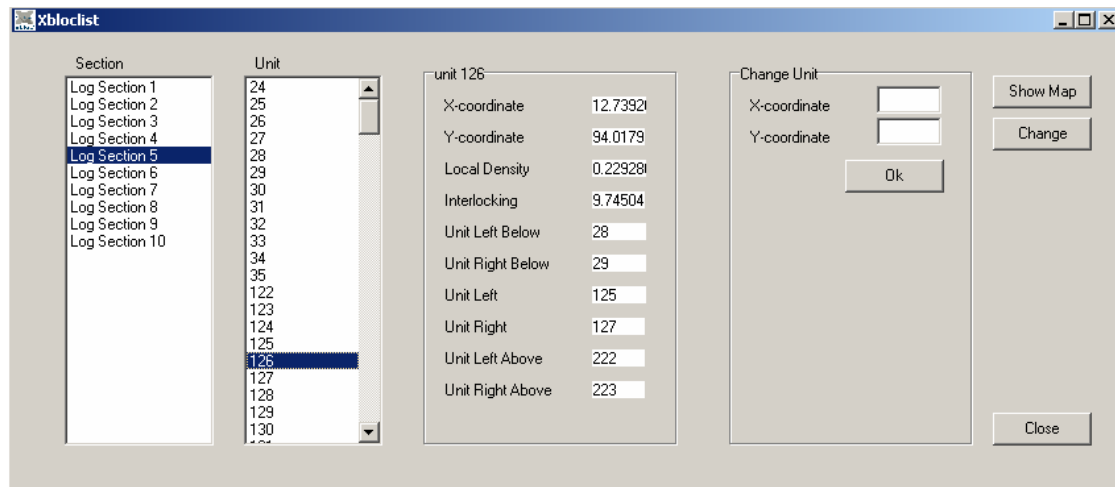 Xbloclist
Section
Log Section 1
Log Section 2
Log Section 3
Log Section 4
Log Section 5
Log Section 6
Log Section 7
Log Section 8
Log Section 9
Log Section 10
Unit
24
25
26
27
28
29
30
31
32
33
34
35
122
123
124
125
126
127
128
129
130
unit 126
X-coordinate 12.7392
Y-coordinate 94.0179
Local Density 0.22928
Interlocking 9.74504
Unit Left Below 28
Unit Right Below 29
Unit Left 125
Unit Right 127
Unit Left Above 222
Unit Right Above 223
Change Unit
X-coordinate
Y-coordinate
Ok
Show Map
Change
Close